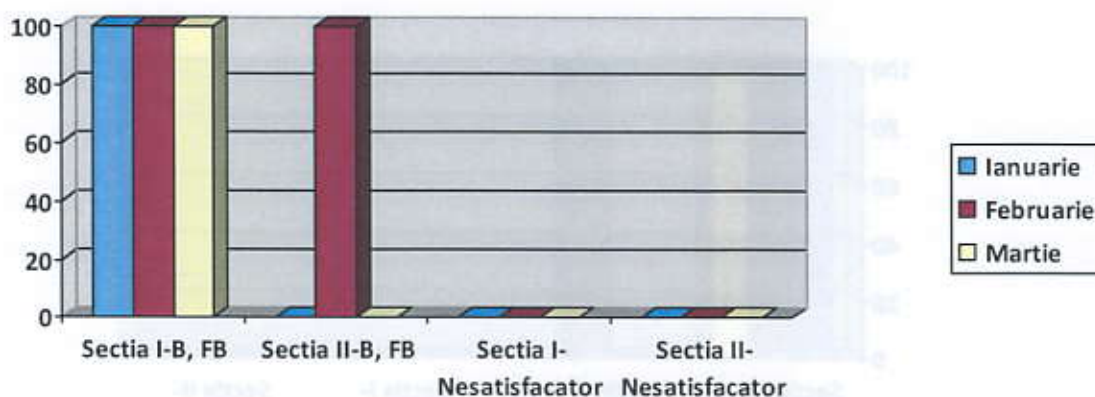 100
80
60
40
20
0
Sectia I-B, FB Sectia II-B, FB Sectia I- Sectia II-
Nesatisfacator Nesatisfacator
Ianuarie
Februarie
Martie